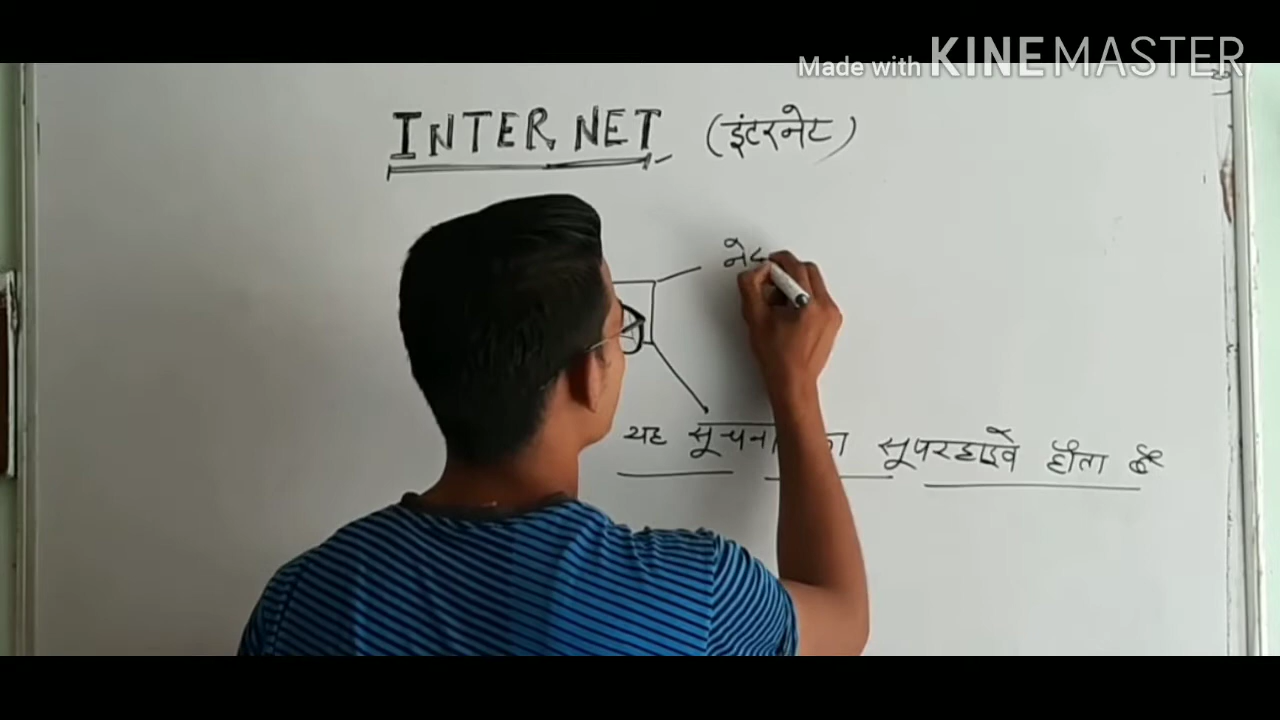 Made with KINEMASTER
INTERNET (इंटरनेट)
यह सूचना का सूपरहाइवे होता है